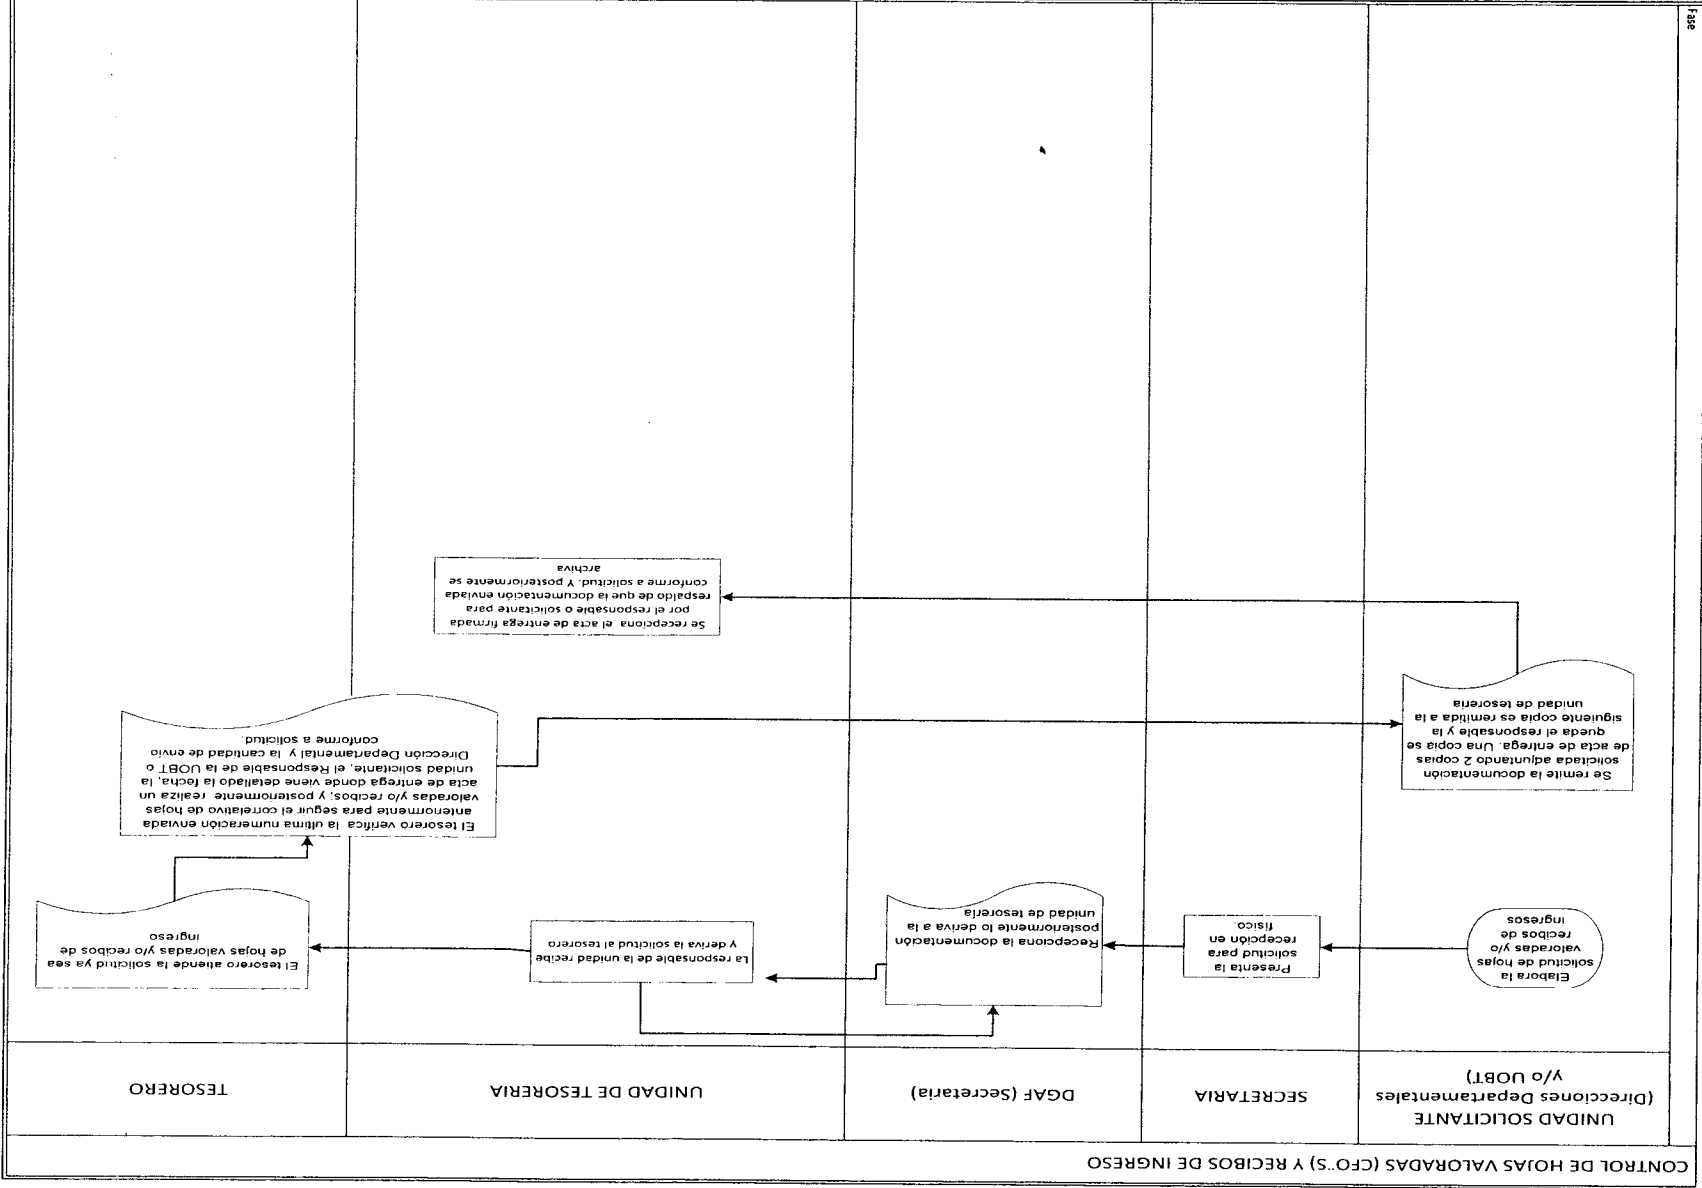 CONTROL DE HOJAS VALORADAS (CFO"S) Y RECIBOS DE INGRESO
UNIDAD SOLICITANTE
(Direcciones Departamentales
y/o UOBT)
SECRETARIA
DGAF (Secretaria)
UNIDAD DE TESORERIA
TESORERO
Elabora la
solicitud de hojas
valoradas y/o
recibos de
ingresos
Presenta la
solicitud para
recepción en
físico.
Recepciona la documentación
posteriormente lo deriva a la
unidad de tesorería
La responsable de la unidad recibe
y deriva la solicitud al tesorero
El tesorero atiende la solicitud ya sea
de hojas valoradas y/o recibos de
ingreso
El tesorero verifica la ultima numeración enviada
anteriormente para seguir el correlativo de hojas
valoradas y/o recibos; y posteriormente realiza un
acta de entrega donde viene detallado la fecha, la
unidad solicitante, el Responsable de la UOBT o
Dirección Departamental y la cantidad de envio
conforme a solicitud.
Se remite la documentación
solicitada adjuntando 2 copias
de acta de entrega. Una copia se
queda el responsable y la
siguiente copia es remitida a la
unidad de tesoreria
Se recepciona el acta de entrega firmada
por el responsable o solicitante para
respaldo de que la documentación enviada
conforme a solicitud. Y posteriormente se
archiva
Fase